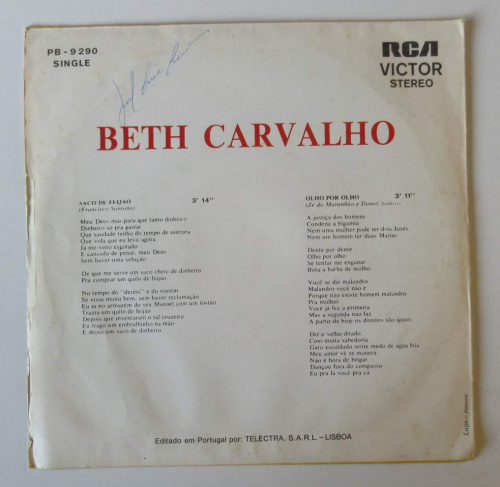 PB-9290
SINGLE
RCA
VICTOR
STEREO
BETH CARVALHO
SACO DE FEIJAO 3' 14"
(Francisco Santana)
Meu Deus mas para que tanto dinheiro
Dinheiro só pra gastar
Que saudade tenho do tempo de outrora
Que vida que eu levo agora
Já me sinto esgotado
E cansado de penar, meu Deus
Sem haver uma solução
De que me serve um saco cheio de dinheiro
Pra comprar um quilo de feijão
No tempo do "derréis" e do vintém
Se vivia muito bem, sem haver reclamação
Eu ia no armazém do seu Manoel com um tostão
Trazia um quilo de feijão
Depois que inventaram o tal cruzeiro
Eu trago um embrulhinho na mão
E deixo um saco de dinheiro
OLHO POR OLHO 3' 11"
(Zé do Maranhão e Daniel Santos)
A justiça dos homens
Condena a bigamia
Nem uma mulher pode ter dois Josés
Nem um homem ter duas Marias
Dente por dente
Olho por olho
Se tentar me enganar
Bota a barba de molho
Você se diz malandro
Malandro você não é
Porque não existe homem malandro
Pra mulher
Você já fez a primeira
Mas a segunda não faz
A partir de hoje os direitos são iguais
Diz o velho ditado
Com muita sabedoria
Gato escaldado sente medo de água fria
Meu amor vê se manera
Não é hora de brigar
Dançou fora do compasso
Eu pra lá você pra cá
Editado em Portugal por: TELECTRA, S.A.R.L. – LISBOA